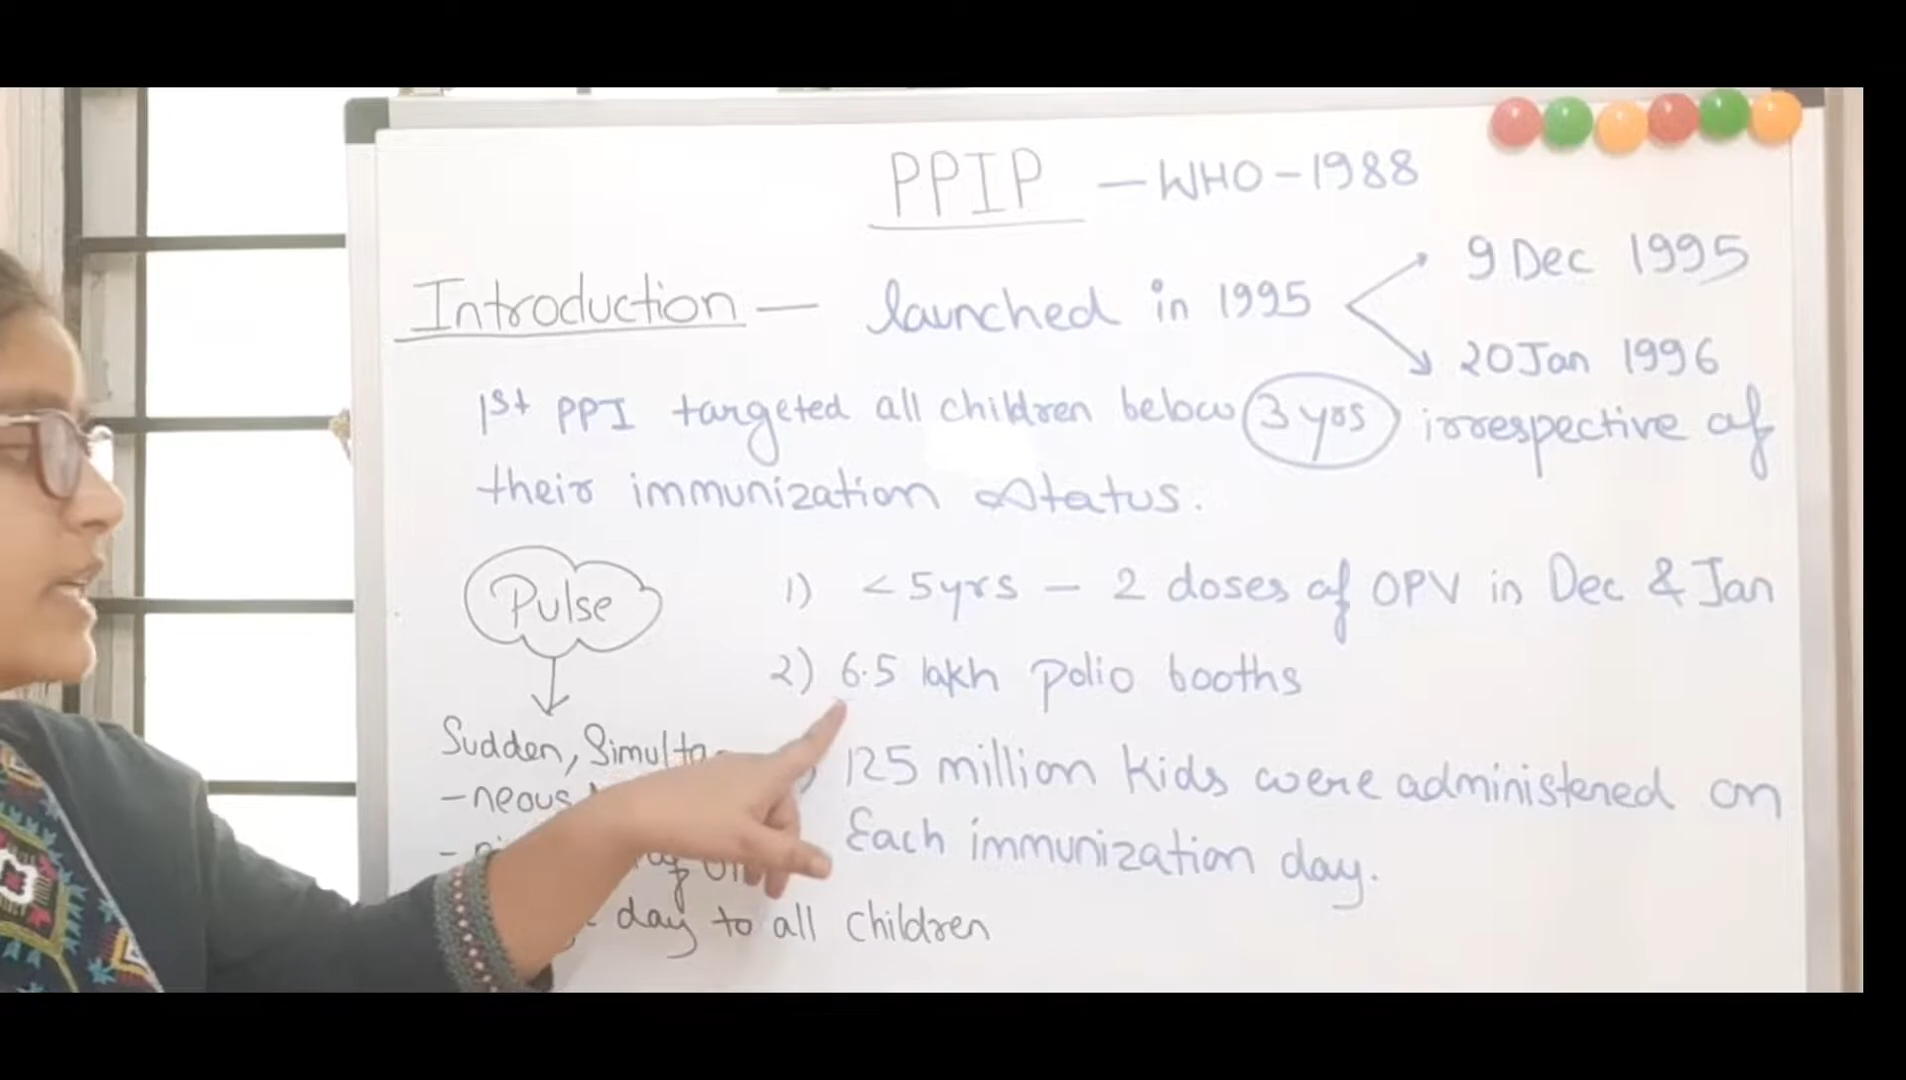 PPIP — WHO - 1988
Introduction — launched in 1995
9 Dec 1995
20 Jan 1996
1st PPI targeted all children below 3 yrs irrespective of
their immunization status.
Pulse
Sudden, Simulta-
-neous
day to all children
1) < 5yrs - 2 doses of OPV in Dec & Jan
2) 6.5 lakh polio booths
125 million kids were administered on
Each immunization day.